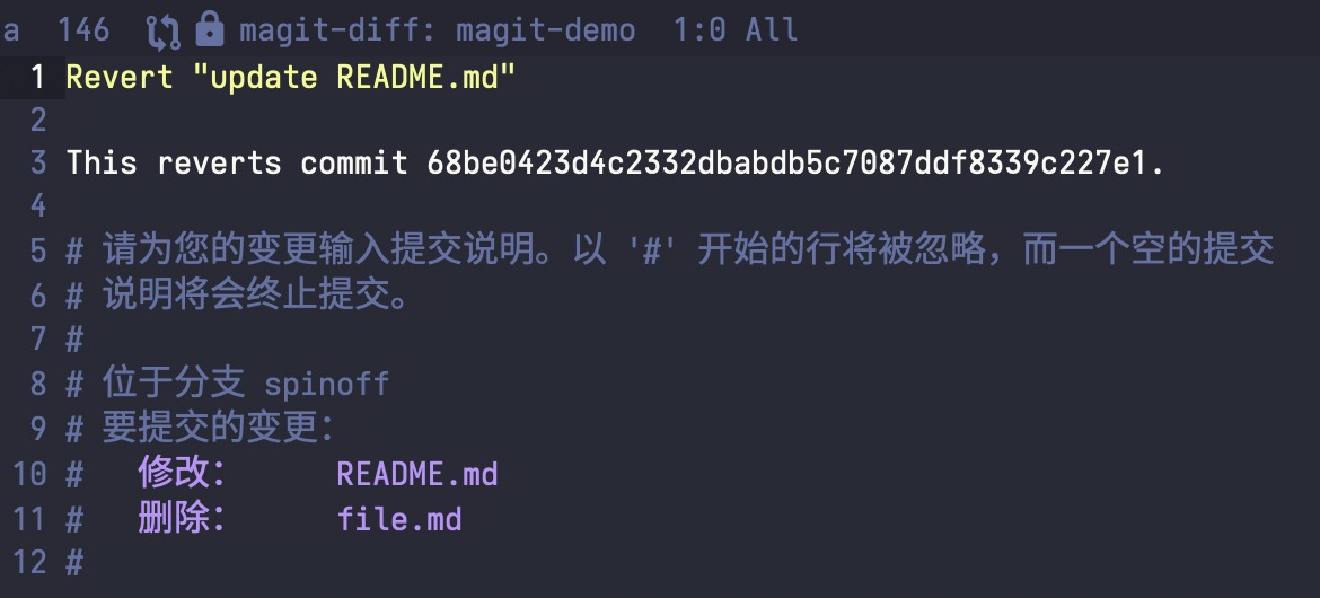 a 146 magit-diff: magit-demo 1:0 All
1 Revert "update README.md"
2
3 This reverts commit 68be0423d4c2332dbabdb5c7087ddf8339c227e1.
4
5 # 请为您的变更输入提交说明。以 '#' 开始的行将被忽略，而一个空的提交
6 # 说明将会终止提交。
7 #
8 # 位于分支 spinoff
9 # 要提交的变更：
10 # 修改： README.md
11 # 删除： file.md
12 #